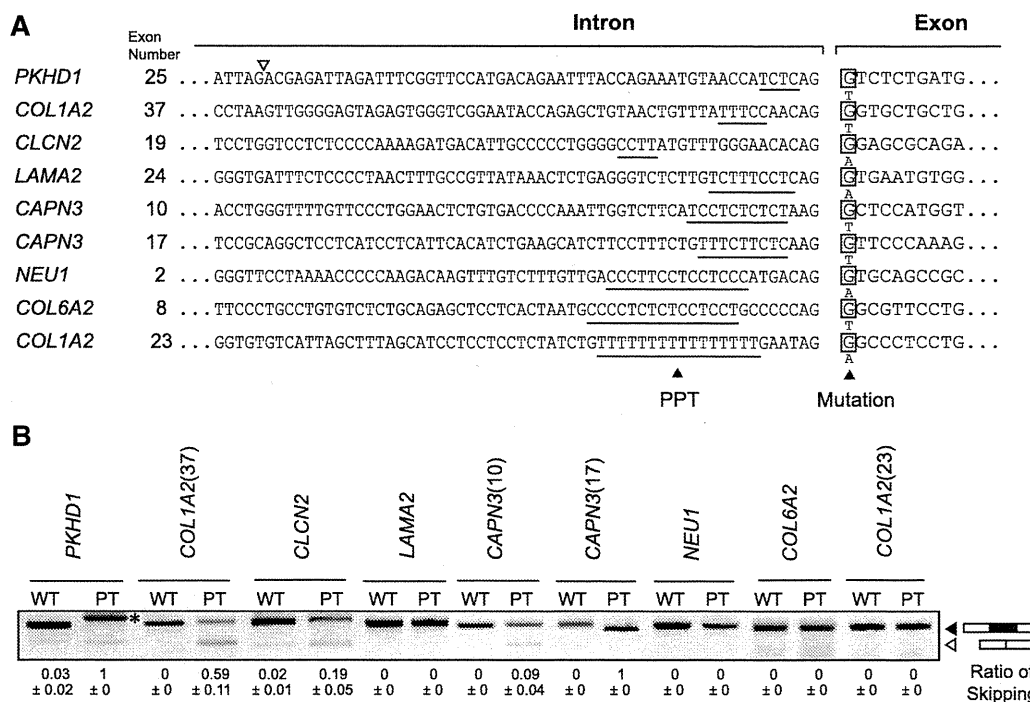 A
Exon Number
Intron
Exon
PKHD1 25 ...ATTAGACGAGATTAGATTTCGGTTCCATGACAGAATTTACCAGAAATGTAACCATCTCAG GTCTCTGATG...
T
COL1A2 37 ...CCTAAGTTGGGGAGTAGAGTGGGTCGGAATACCAGAGCTGTAACTGTTTATTTCCAACAG GGTGCTGCTG...
T
CLCN2 19 ...TCCTGGTCCTCTCCCCAAAAGATGACATTGCCCCCTGGGGCCTTATGTTTGGGAACACAG GGAGCGCAGA...
A
LAMA2 24 ...GGGTGATTTCTCCCCTAACTTTGCCGTTATAAACTCTGAGGGTCTCTTGTCTTTCCTCAG GTGAATGTGG...
A
CAPN3 10 ...ACCTGGGTTTTGTTCCCTGGAACTCTGTGACCCCAAATTGGTCTTCATCCTCTCTCTAAG GCTCCATGGT...
T
CAPN3 17 ...TCCGCAGGCTCCTCATCCTCATTCACATCTGAAGCATCTTCCTTTCTGTTTCTTCTCAAG GTTCCCAAAG...
T
NEU1 2 ...GGGTTCCTAAAACCCCCAAGACAAGTTTGTCTTTGTTGACCCTTCCTCCTCCCATGACAG GTGCAGCCGC...
A
COL6A2 8 ...TTCCCTGCCTGTGTCTCTGCAGAGCTCCTCACTAATGCCCCTCTCTCCTCCTGCCCCCAG GGCGTTCCTG...
T
COL1A2 23 ...GGTGTGTCATTAGCTTTAGCATCCTCCTCCTCTATCTGTTTTTTTTTTTTTTTTGAATAG GGCCCTCCTG...
A
PPT
Mutation
B
PKHD1 COL1A2(37) CLCN2 LAMA2 CAPN3(10) CAPN3(17) NEU1 COL6A2 COL1A2(23)
WT PT WT PT WT PT WT PT WT PT WT PT WT PT WT PT WT PT
*
0.03 1 0 0.59 0.02 0.19 0 0 0 0.09 0 1 0 0 0 0 0 0 Ratio of
± 0.02 ± 0 ± 0 ± 0.11 ± 0.01 ± 0.05 ± 0 ± 0 ± 0 ± 0.04 ± 0 ± 0 ± 0 ± 0 ± 0 ± 0 ± 0 ± 0 Skipping